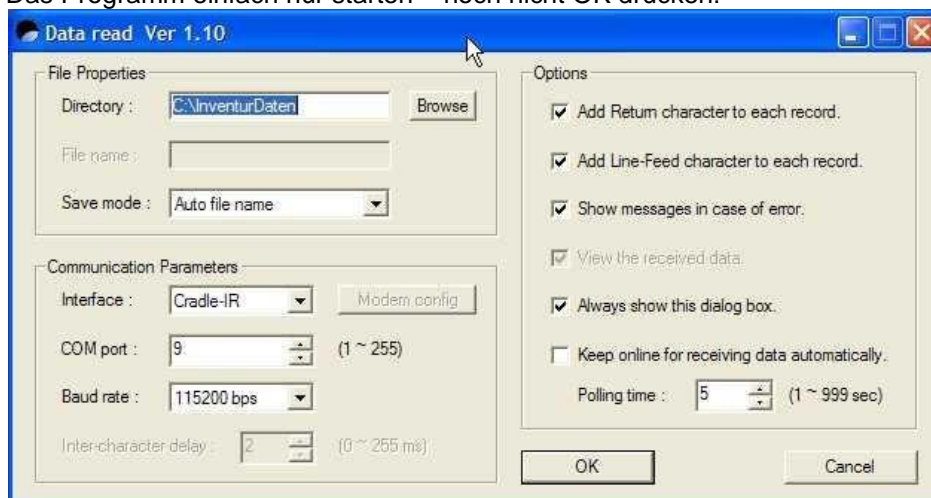 Das Programm einfach nur starten – noch nicht OK drücken.
Data read Ver 1.10
File Properties
Directory : C:\InventurDaten Browse
File name :
Save mode : Auto file name
Communication Parameters
Interface : Cradle-IR Modem config
COM port : 9 (1 ~ 255)
Baud rate : 115200 bps
Inter-character delay : 2 (0 ~ 255 ms)
Options
Add Return character to each record.
Add Line-Feed character to each record.
Show messages in case of error.
View the received data.
Always show this dialog box.
Keep online for receiving data automatically.
Polling time : 5 (1 ~ 999 sec)
OK Cancel